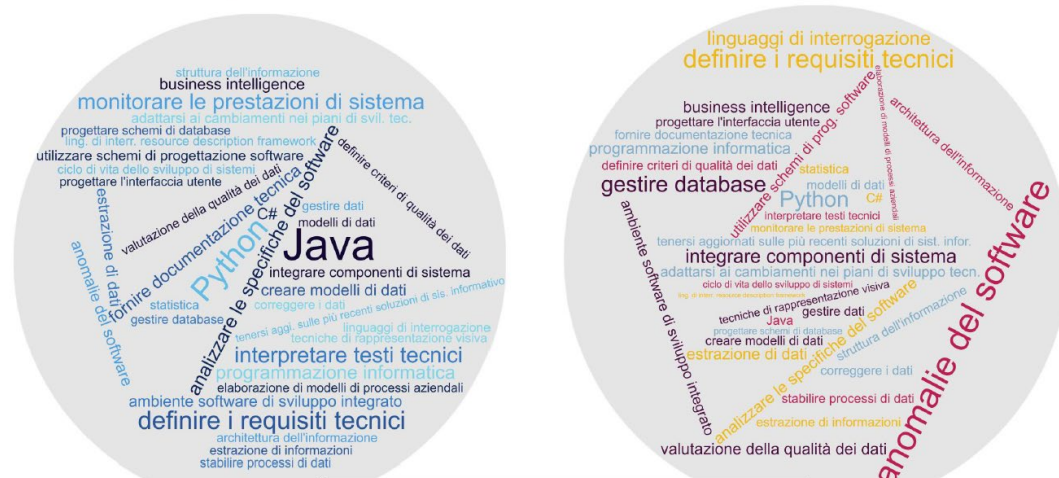 struttura dell'informazione
business intelligence
monitorare le prestazioni di sistema
adattarsi ai cambiamenti nei piani di svil. tec.
progettare schemi di database
ling. di interr. resource description framework
utilizzare schemi di progettazione software
ciclo di vita dello sviluppo di sistemi
progettare l'interfaccia utente
estrazione di dati
valutazione della qualità dei dati
fornire documentazione tecnica
anomalie del software
Python
C#
analizzare le specifiche del software
definire criteri di qualità dei dati
gestire dati
modelli di dati
Java
integrare componenti di sistema
creare modelli di dati
statistica
correggere i dati
gestire database
tenersi aggi. sulle più recenti soluzioni di sis. informativo
linguaggi di interrogazione
tecniche di rappresentazione visiva
interpretare testi tecnici
programmazione informatica
elaborazione di modelli di processi aziendali
ambiente software di sviluppo integrato
definire i requisiti tecnici
architettura dell'informazione
estrazione di informazioni
stabilire processi di dati
linguaggi di interrogazione
definire i requisiti tecnici
elaborazione di modelli di processi aziendali
architettura dell'informazione
utilizzare schemi di prog. software
business intelligence
progettare l'interfaccia utente
fornire documentazione tecnica
programmazione informatica
definire criteri di qualità dei dati
statistica
gestire database
modelli di dati
Python
C#
interpretare testi tecnici
monitorare le prestazioni di sistema
tenersi aggiornati sulle più recenti soluzioni di sist. infor.
integrare componenti di sistema
adattarsi ai cambiamenti nei piani di sviluppo tecn.
ciclo di vita dello sviluppo di sistemi
ling. di interr. resource description framework
tecniche di rappresentazione visiva
gestire dati
Java
progettare schemi di database
creare modelli di dati
estrazione di dati
struttura dell'informazione
correggere i dati
analizzare le specifiche del software
ambiente software di sviluppo integrato
stabilire processi di dati
estrazione di informazioni
valutazione della qualità dei dati
anomalie del software